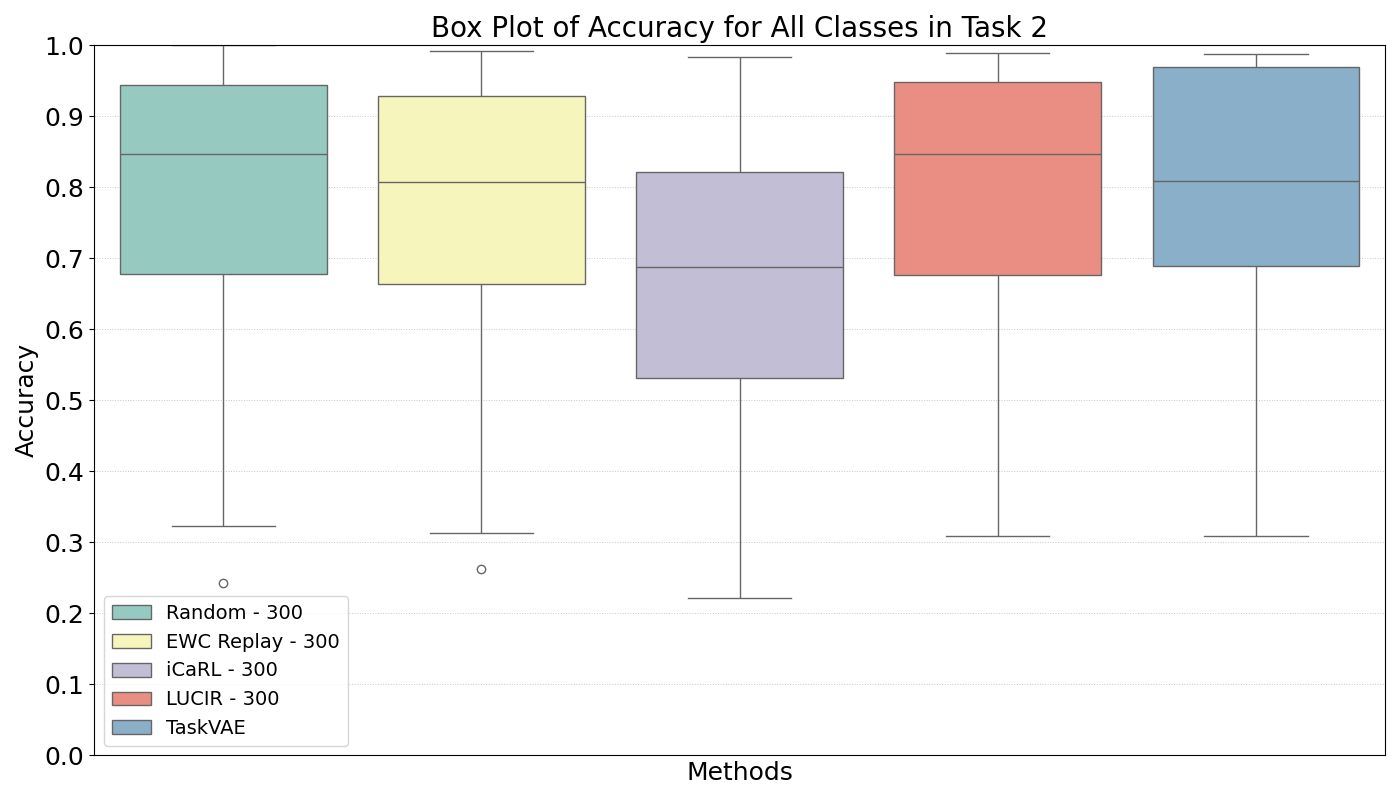 Box Plot of Accuracy for All Classes in Task 2
1.0
0.9
0.8
0.7
0.6
0.5
0.4
0.3
0.2
0.1
0.0
Accuracy
Random - 300
EWC Replay - 300
iCaRL - 300
LUCIR - 300
TaskVAE
Methods